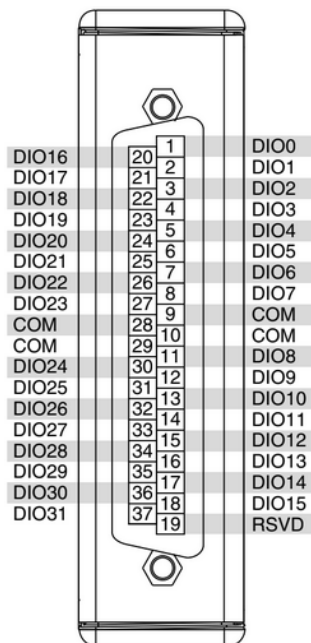 1 DIO0
DIO16 20
2 DIO1
DIO17 21
3 DIO2
DIO18 22
4 DIO3
DIO19 23
5 DIO4
DIO20 24
6 DIO5
DIO21 25
7 DIO6
DIO22 26
8 DIO7
DIO23 27
9 COM
COM 28
10 COM
COM 29
11 DIO8
DIO24 30
12 DIO9
DIO25 31
13 DIO10
DIO26 32
14 DIO11
DIO27 33
15 DIO12
DIO28 34
16 DIO13
DIO29 35
17 DIO14
DIO30 36
18 DIO15
DIO31 37
19 RSVD